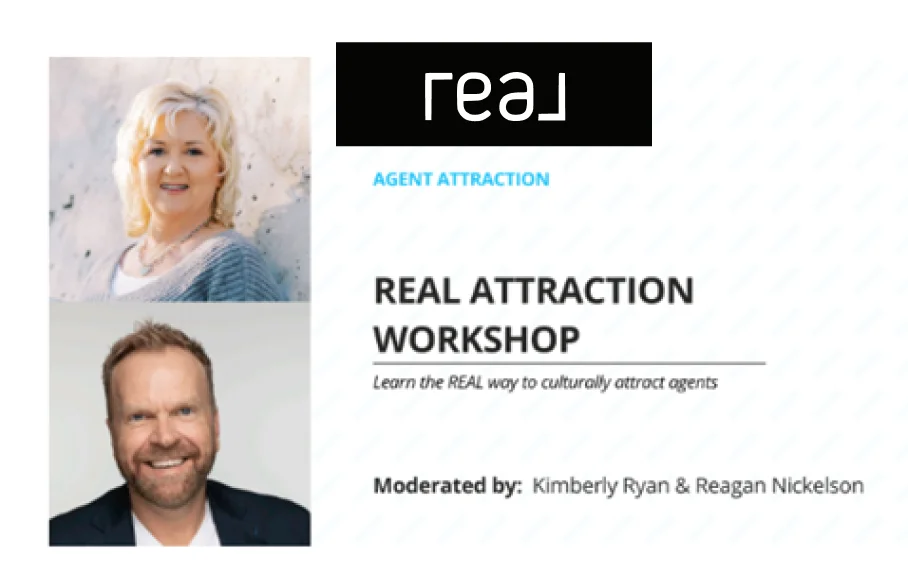 real
AGENT ATTRACTION
REAL ATTRACTION
WORKSHOP
Learn the REAL way to culturally attract agents
Moderated by: Kimberly Ryan & Reagan Nickelson